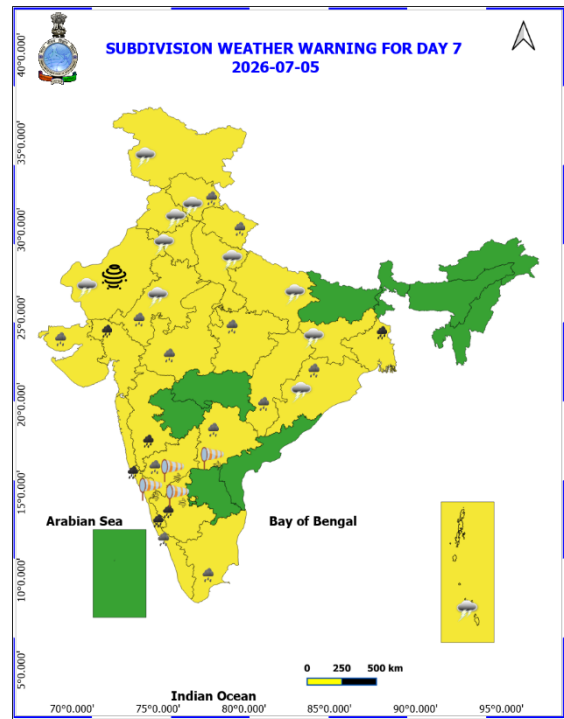 SUBDIVISION WEATHER WARNING FOR DAY 7
2026-07-05
40°0.000'
35°0.000'
30°0.000'
25°0.000'
20°0.000'
15°0.000'
10°0.000'
5°0.000'
Arabian Sea
Bay of Bengal
0 250 500 km
Indian Ocean
70°0.000' 75°0.000' 80°0.000' 85°0.000' 90°0.000' 95°0.000'